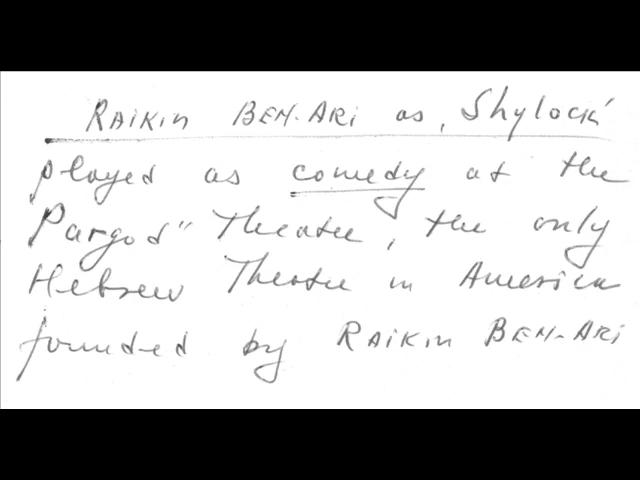 RAIKIN BEN-ARI as, Shylock'
played as comedy at the
Pargod" Theatre, the only
Hebrew Theatre in America
founded by RAIKIN BEN-ARI